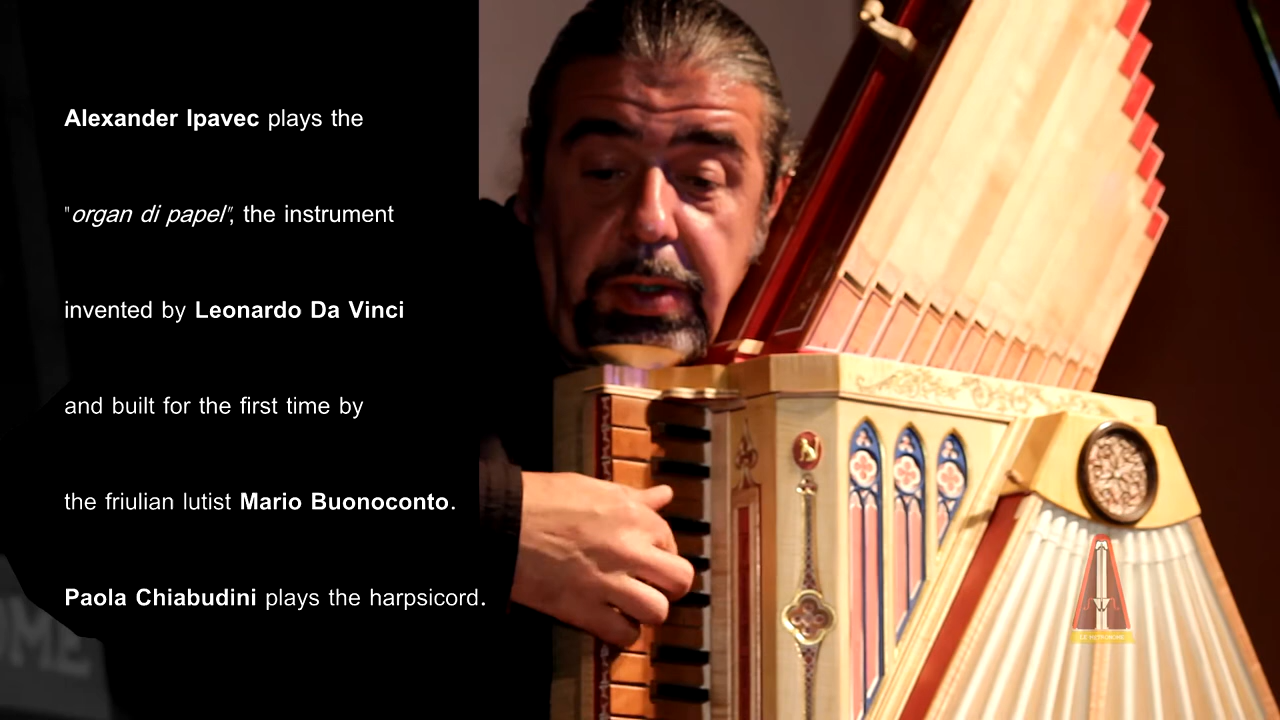 Alexander Ipavec plays the
"organ di papel", the instrument
invented by Leonardo Da Vinci
and built for the first time by
the friulian lutist Mario Buonoconto.
Paola Chiabudini plays the harpsicord.
OME